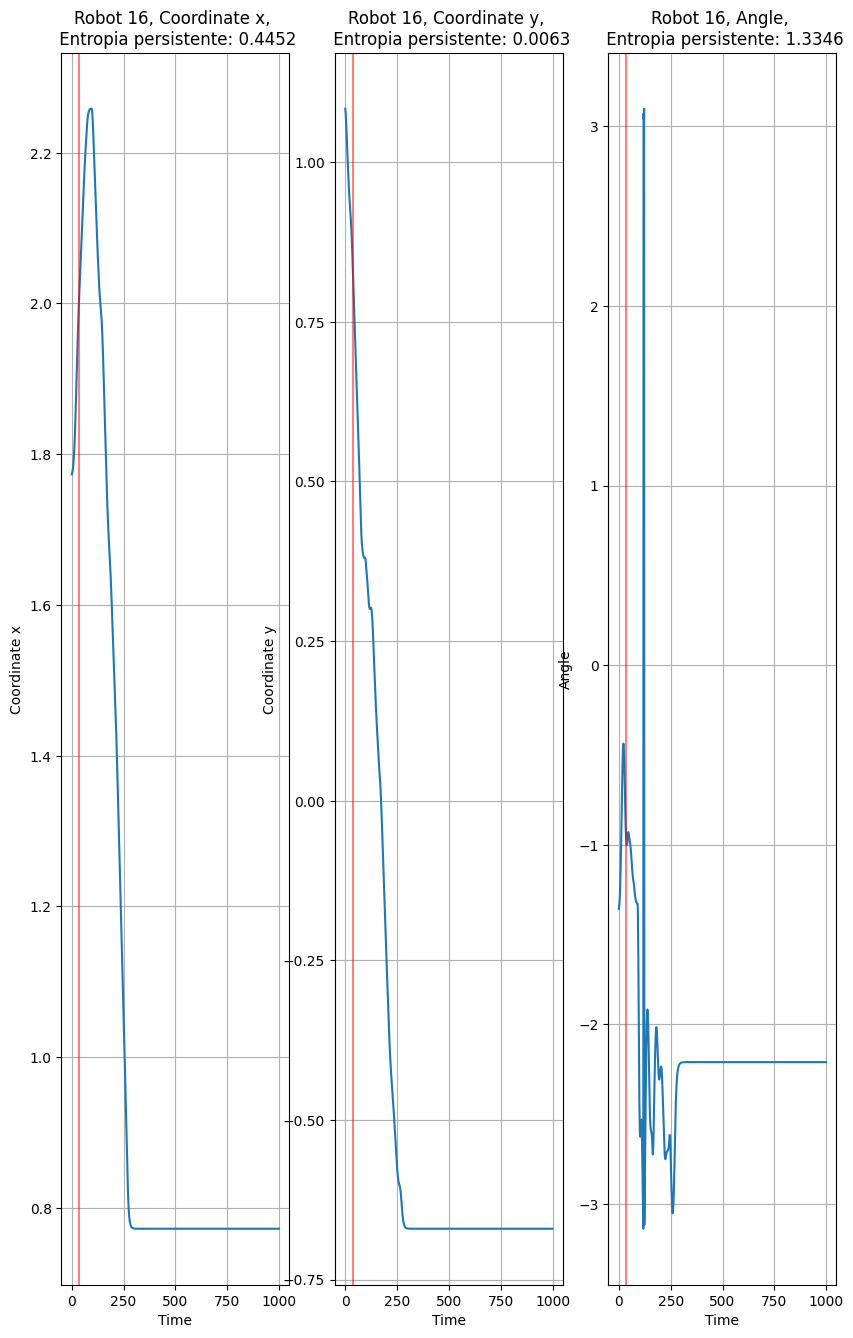 Robot 16, Coordinate x,
Entropia persistente: 0.4452
2.2
2.0
1.8
1.6
1.4
1.2
1.0
0.8
Coordinate x
0 250 500 750 1000
Time
Robot 16, Coordinate y,
Entropia persistente: 0.0063
1.00
0.75
0.50
0.25
0.00
−0.25
−0.50
−0.75
Coordinate y
0 250 500 750 1000
Time
Robot 16, Angle,
Entropia persistente: 1.3346
3
2
1
0
−1
−2
−3
Angle
0 250 500 750 1000
Time